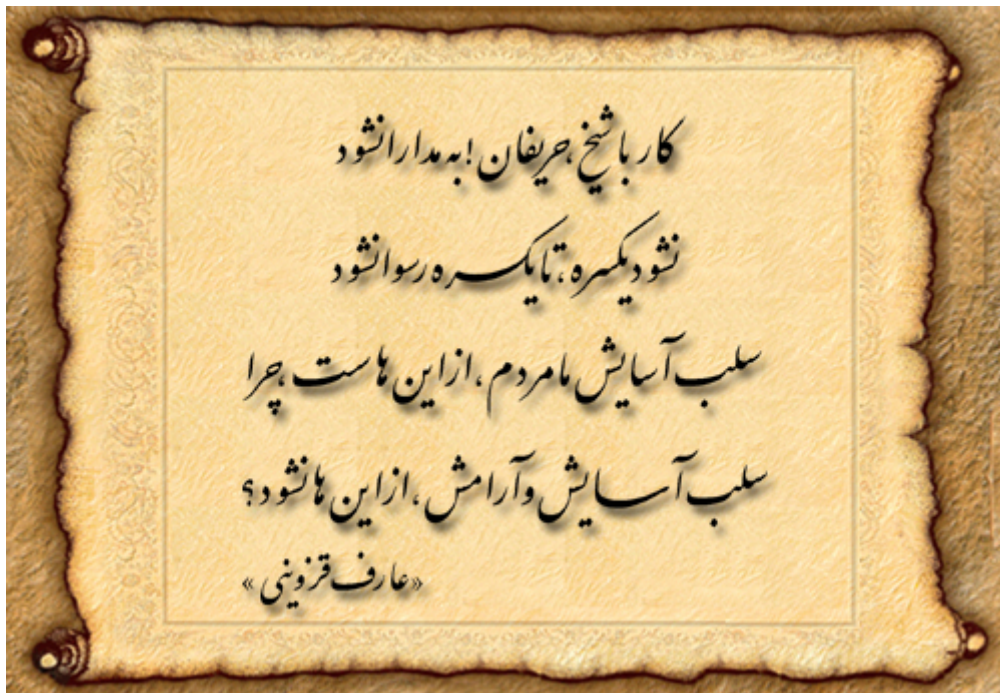 کار با شیخ، حریفان! به مدارا نشود
نشود یکسره، تا یکسره رسوا نشود
سلب آسایش ما مردم، از این هاست، چرا
سلب آسایش و آرامش، از این ها نشود؟
«عارف قزوینی»